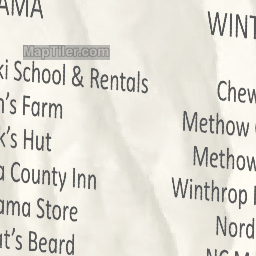 AMA
MapTiler.com
ki School & Rentals
n's Farm
k's Hut
a County Inn
ama Store
at's Beard
WINT
Chew
Methow
Methow
Winthrop
Nord